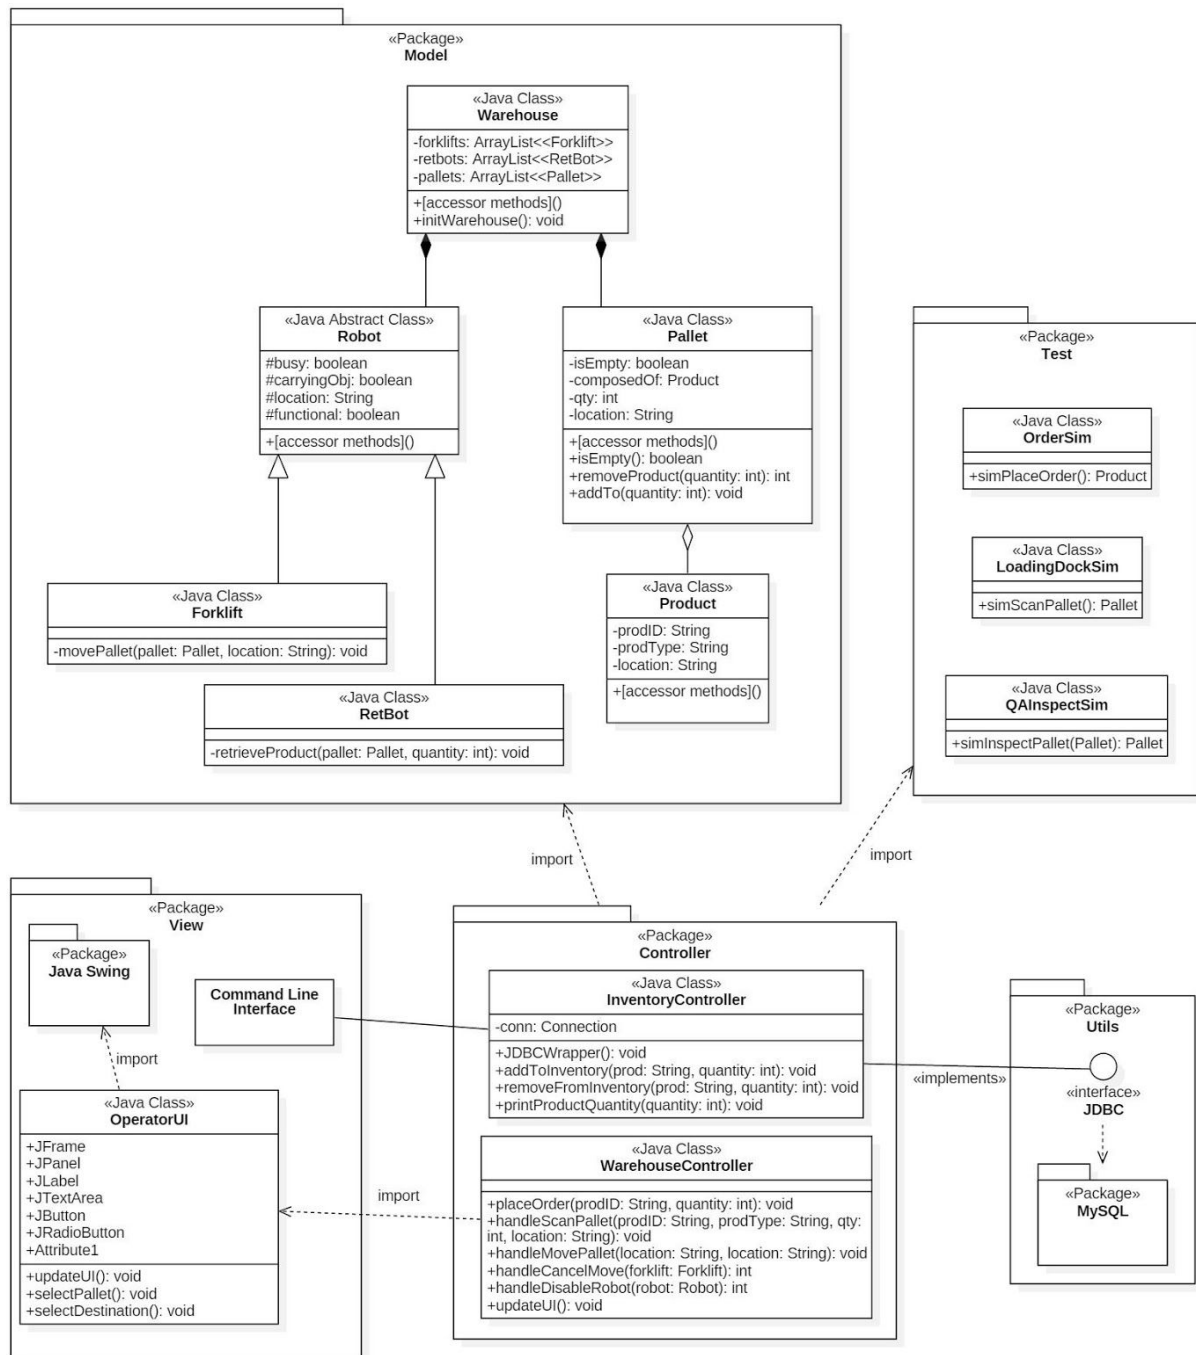 «Package»
Model
«Java Class»
Warehouse
-forklifts: ArrayList<<Forklift>>
-retbots: ArrayList<<RetBot>>
-pallets: ArrayList<<Pallet>>
+[accessor methods]()
+initWarehouse(): void
«Java Abstract Class»
Robot
#busy: boolean
#carryingObj: boolean
#location: String
#functional: boolean
+[accessor methods]()
«Java Class»
Pallet
-isEmpty: boolean
-composedOf: Product
-qty: int
-location: String
+[accessor methods]()
+isEmpty(): boolean
+removeProduct(quantity: int): int
+addTo(quantity: int): void
«Java Class»
Forklift
-movePallet(pallet: Pallet, location: String): void
«Java Class»
Product
-prodID: String
-prodType: String
-location: String
+[accessor methods]()
«Java Class»
RetBot
-retrieveProduct(pallet: Pallet, quantity: int): void
«Package»
Test
«Java Class»
OrderSim
+simPlaceOrder(): Product
«Java Class»
LoadingDockSim
+simScanPallet(): Pallet
«Java Class»
QAInspectSim
+simInspectPallet(Pallet): Pallet
import
import
«Package»
View
«Package»
Java Swing
Command Line
Interface
import
«Java Class»
OperatorUI
+JFrame
+JPanel
+JLabel
+JTextArea
+JButton
+JRadioButton
+Attribute1
+updateUI(): void
+selectPallet(): void
+selectDestination(): void
import
«Package»
Controller
«Java Class»
InventoryController
-conn: Connection
+JDBCWrapper(): void
+addToInventory(prod: String, quantity: int): void
+removeFromInventory(prod: String, quantity: int): void
+printProductQuantity(quantity: int): void
«Java Class»
WarehouseController
+placeOrder(prodID: String, quantity: int): void
+handleScanPallet(prodID: String, prodType: String, qty:
int, location: String): void
+handleMovePallet(location: String, location: String): void
+handleCancelMove(forklift: Forklift): int
+handleDisableRobot(robot: Robot): int
+updateUI(): void
«implements»
«Package»
Utils
«interface»
JDBC
«Package»
MySQL